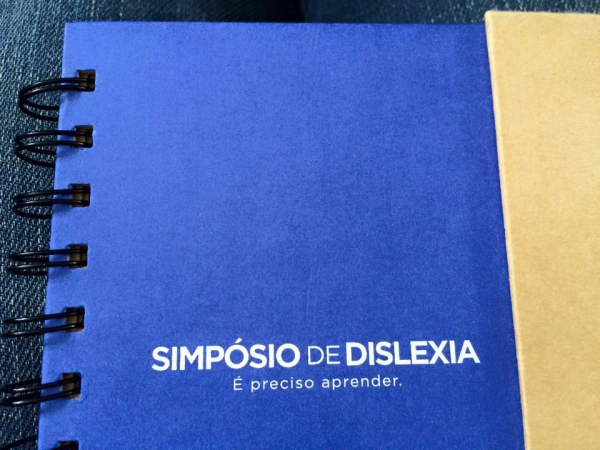 SIMPÓSIO DE DISLEXIA
É preciso aprender.